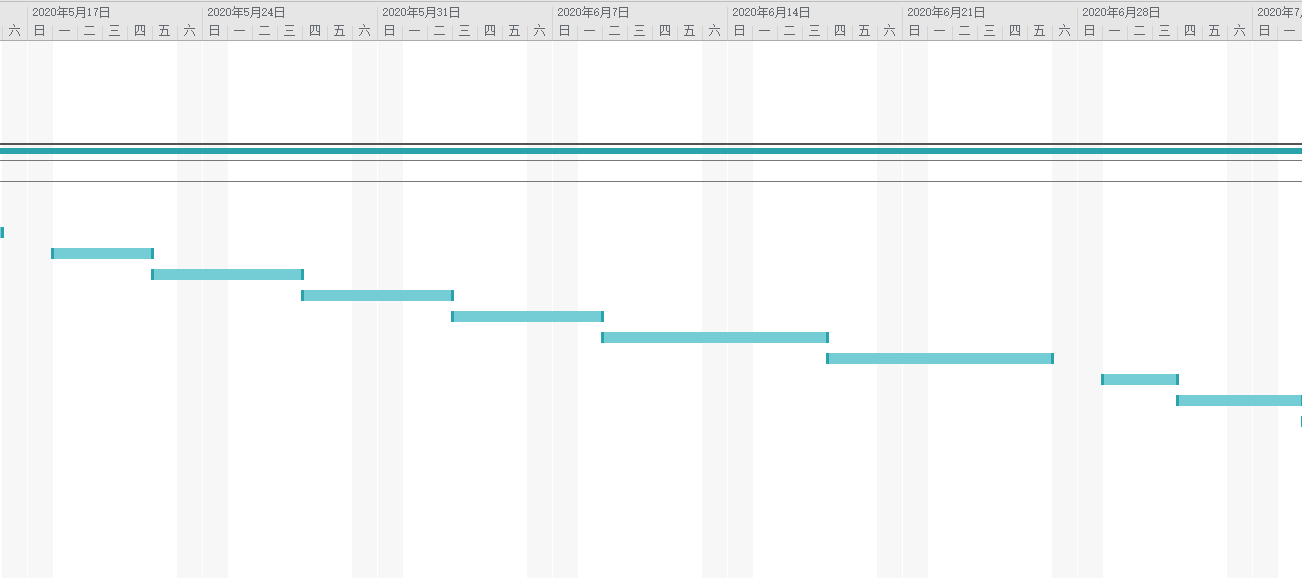 2020年5月17日 2020年5月24日 2020年5月31日 2020年6月7日 2020年6月14日 2020年6月21日 2020年6月28日 2020年7
六 日 一 二 三 四 五 六 日 一 二 三 四 五 六 日 一 二 三 四 五 六 日 一 二 三 四 五 六 日 一 二 三 四 五 六 日 一 二 三 四 五 六 日 一 二 三 四 五 六 日 一